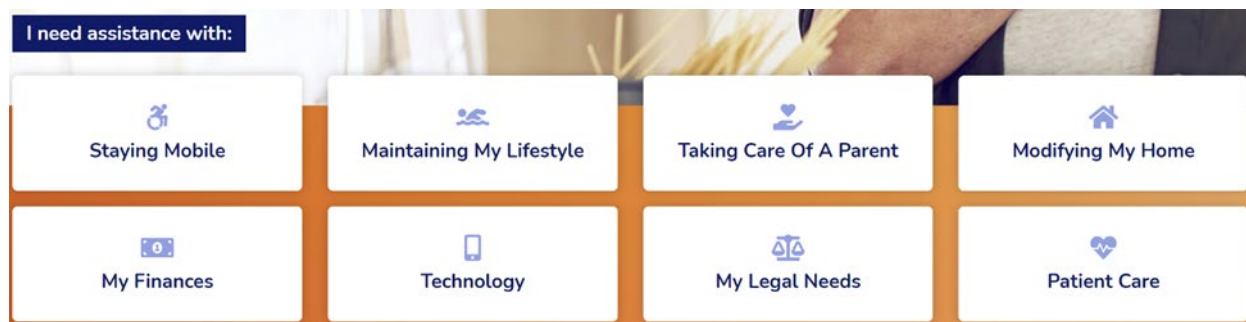 I need assistance with:
Staying Mobile
Maintaining My Lifestyle
Taking Care Of A Parent
Modifying My Home
My Finances
Technology
My Legal Needs
Patient Care